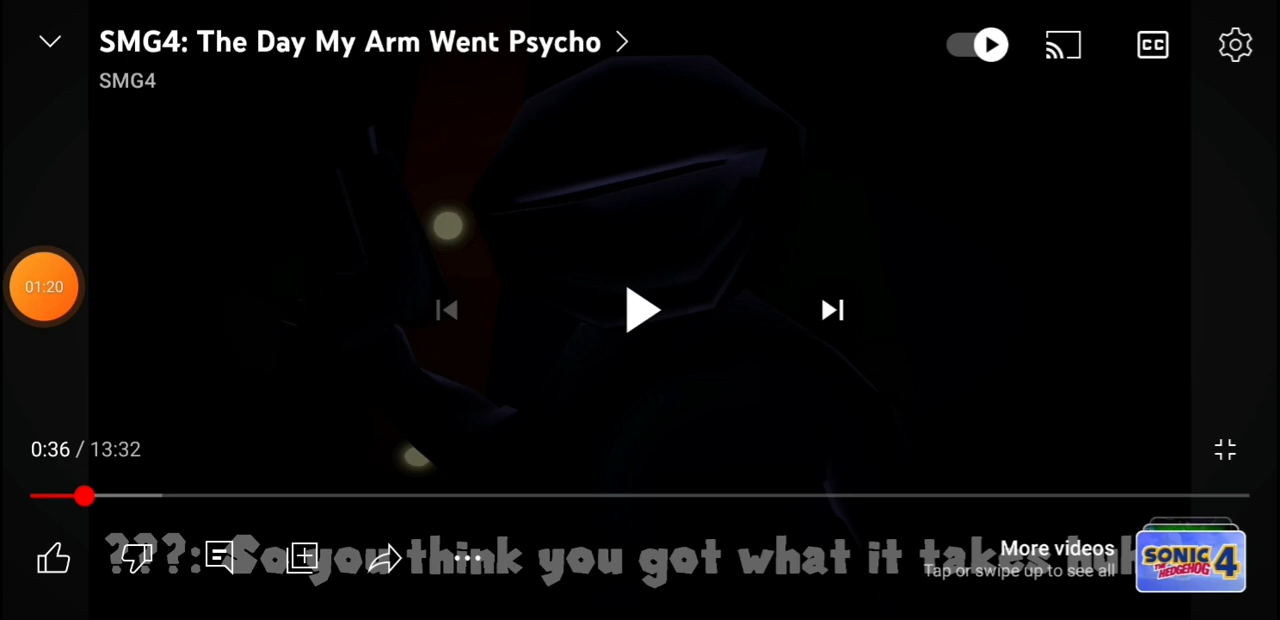 SMG4: The Day My Arm Went Psycho
SMG4
CC
01:20
0:36 / 13:32
???: So you think you got what it takes huh
More videos
Tap or swipe up to see all
SONIC
THE
HEDGEHOG
4